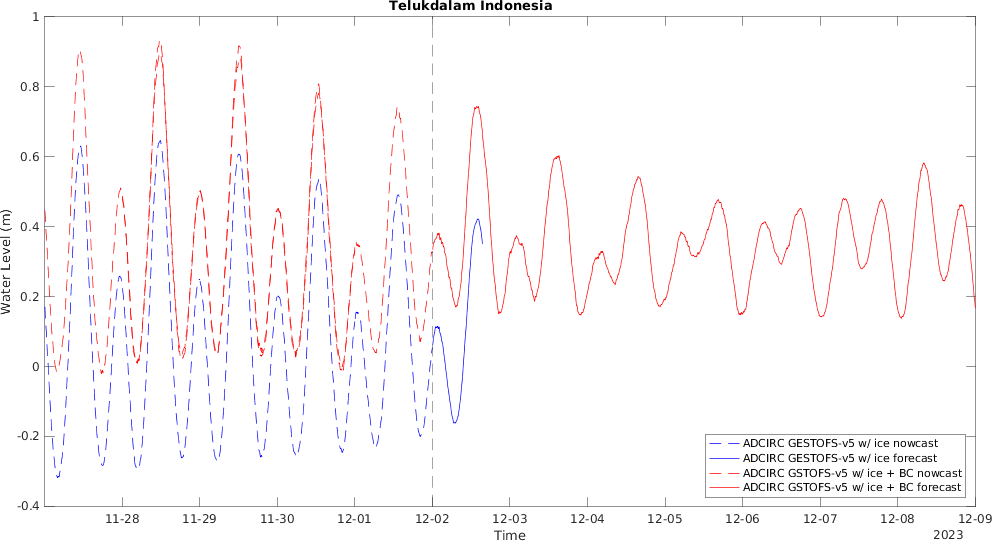 Telukdalam Indonesia
Water Level (m)
1
0.8
0.6
0.4
0.2
0
-0.2
-0.4
ADCIRC GESTOFS-v5 w/ ice nowcast
ADCIRC GESTOFS-v5 w/ ice forecast
ADCIRC GSTOFS-v5 w/ ice + BC nowcast
ADCIRC GSTOFS-v5 w/ ice + BC forecast
11-28 11-29 11-30 12-01 12-02 12-03 12-04 12-05 12-06 12-07 12-08 12-09
Time
2023